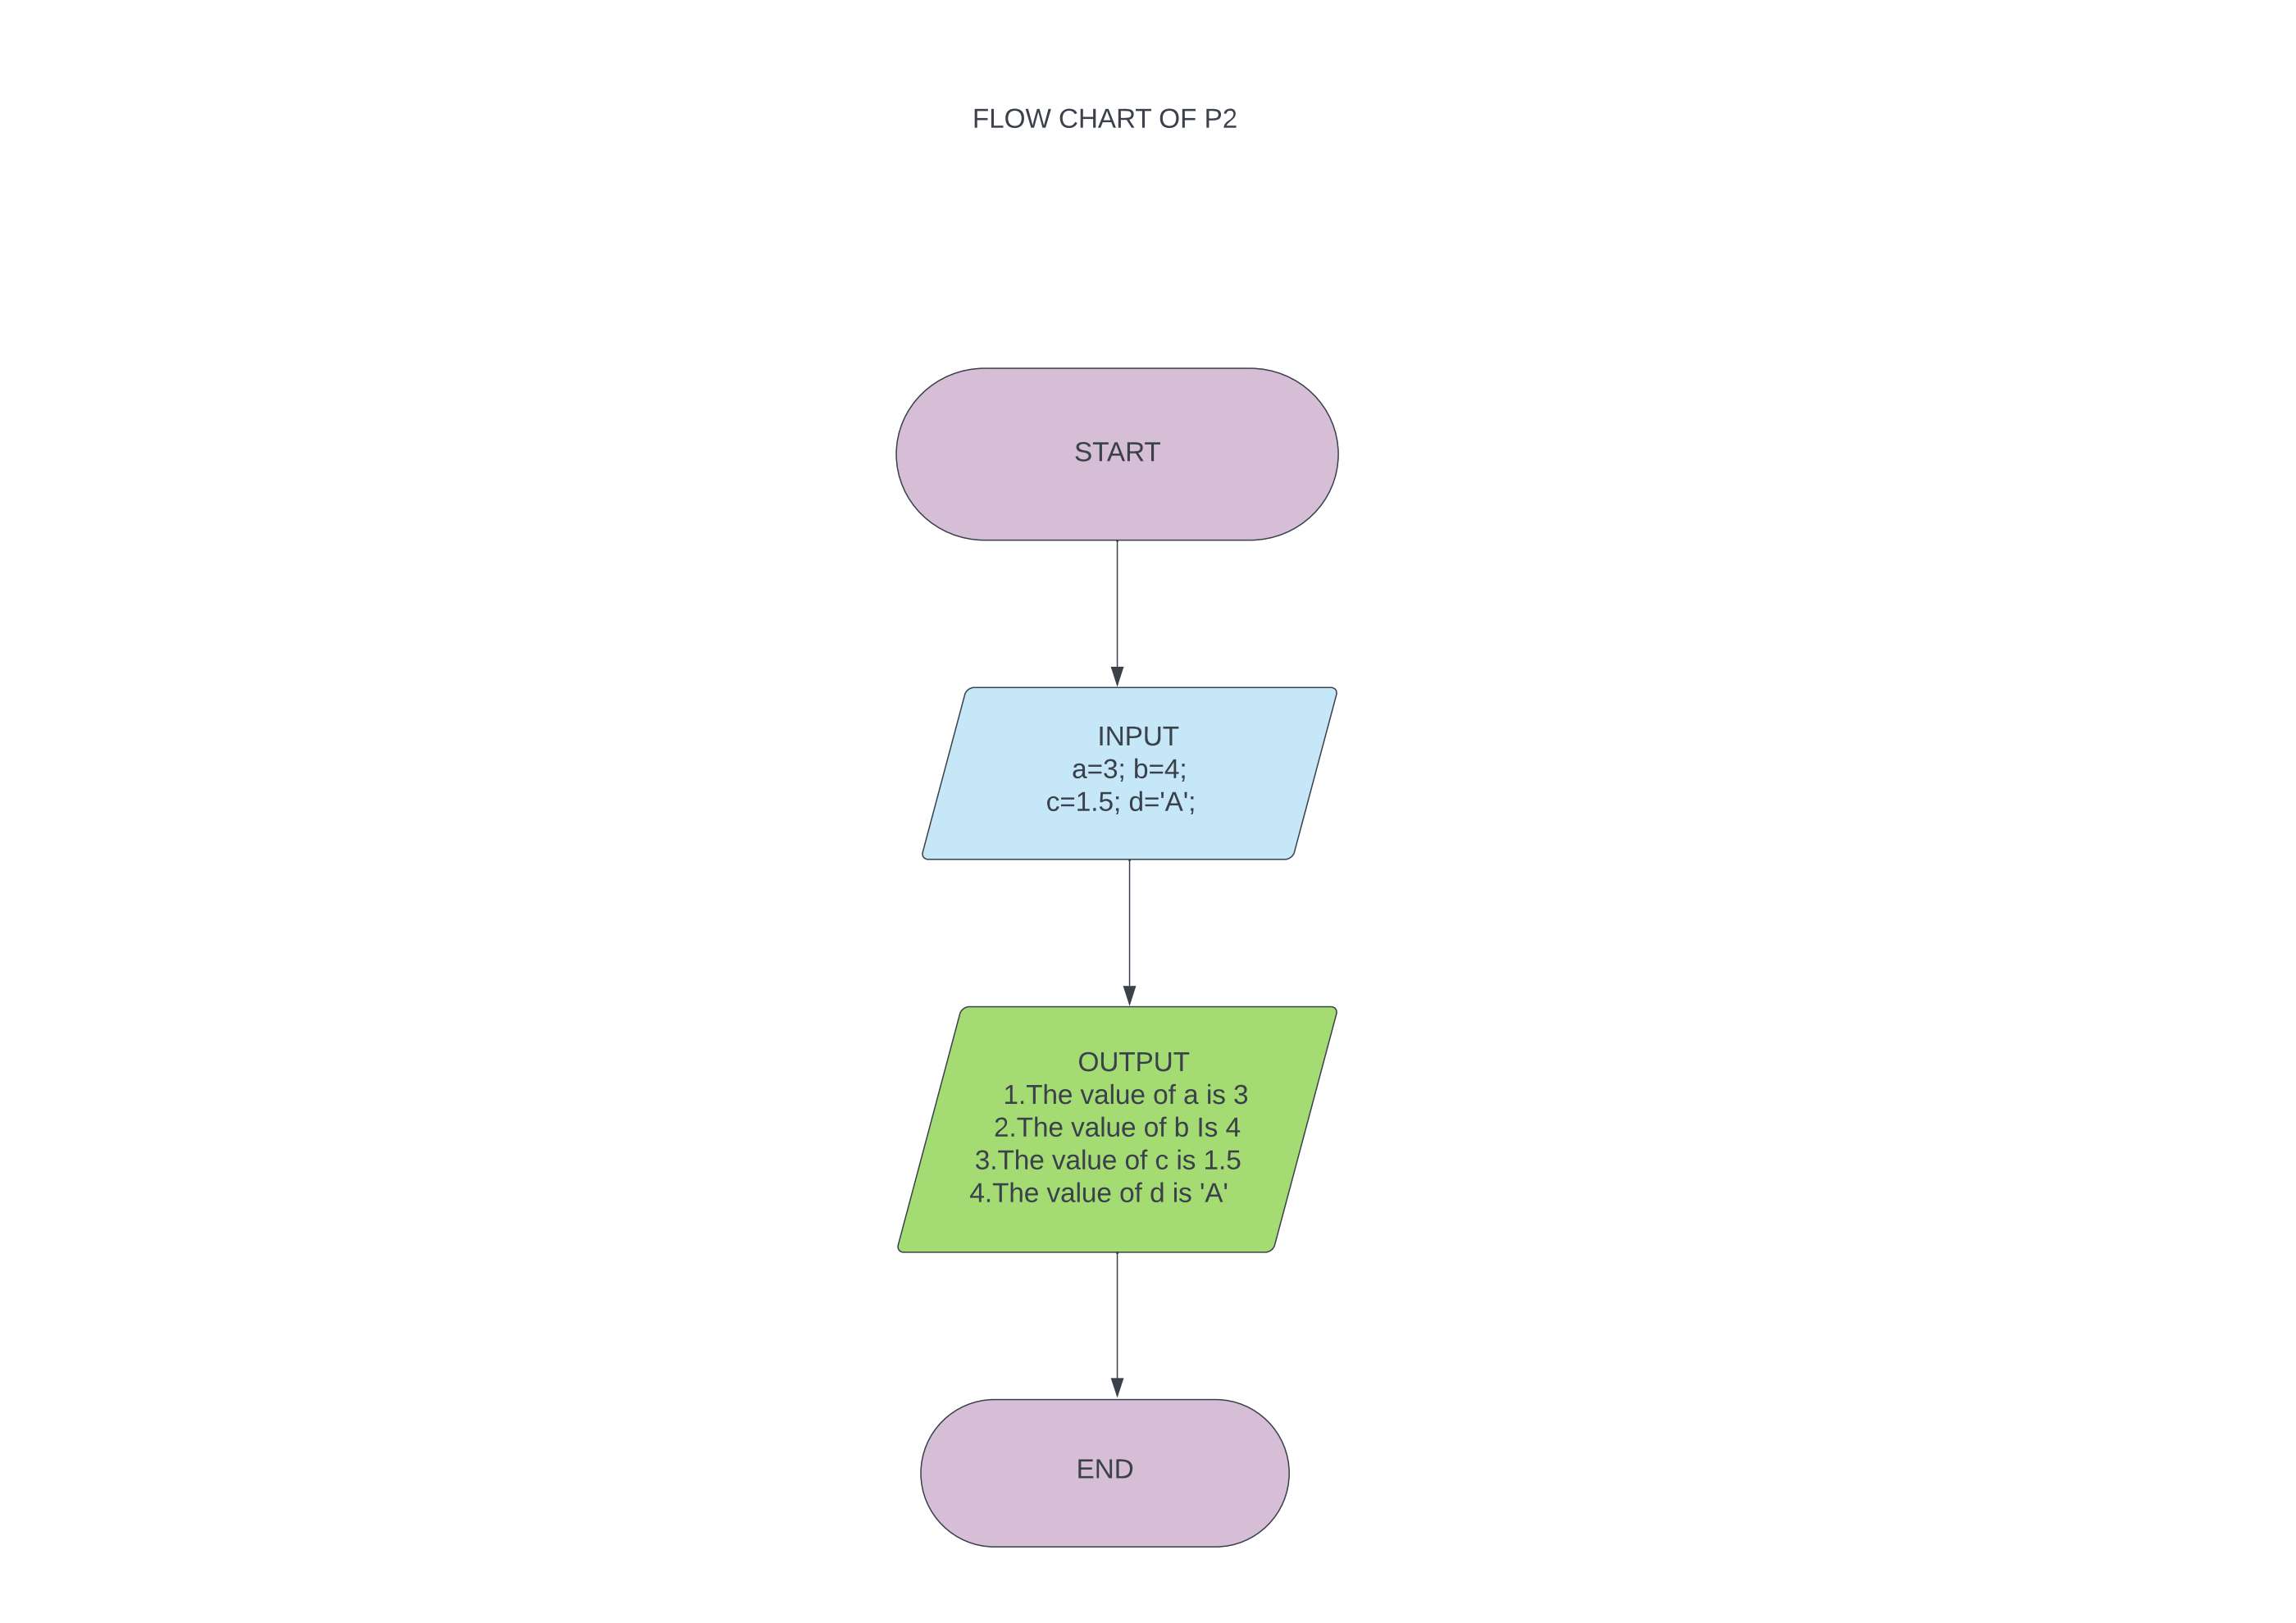 FLOW CHART OF P2
START
INPUT
a=3; b=4;
c=1.5; d='A';
OUTPUT
1.The value of a is 3
2.The value of b Is 4
3.The value of c is 1.5
4.The value of d is 'A'
END